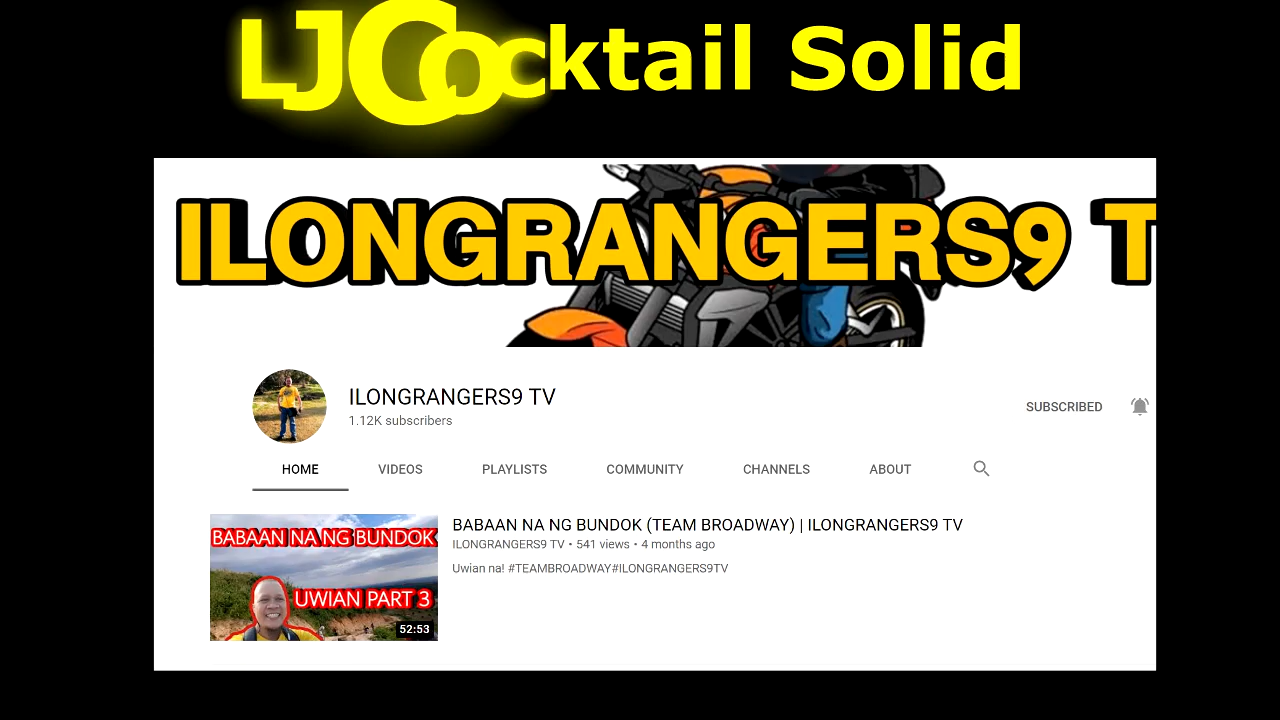 LJCocktail Solid
ILONGRANGERS9 T
ILONGRANGERS9 TV
1.12K subscribers
SUBSCRIBED
HOME VIDEOS PLAYLISTS COMMUNITY CHANNELS ABOUT
BABAAN NA NG BUNDOK
UWIAN PART 3
52:53
BABAAN NA NG BUNDOK (TEAM BROADWAY) | ILONGRANGERS9 TV
ILONGRANGERS9 TV • 541 views • 4 months ago
Uwian na! #TEAMBROADWAY#ILONGRANGERS9TV